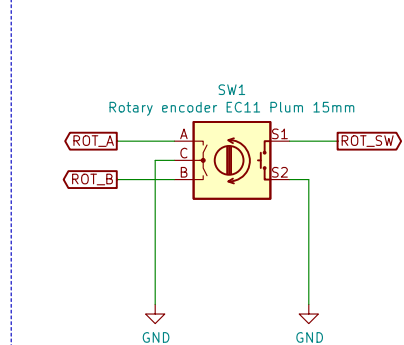 SW1
Rotary encoder EC11 Plum 15mm
A
S1
ROT_A
ROT_SW
C
B
S2
ROT_B
GND
GND